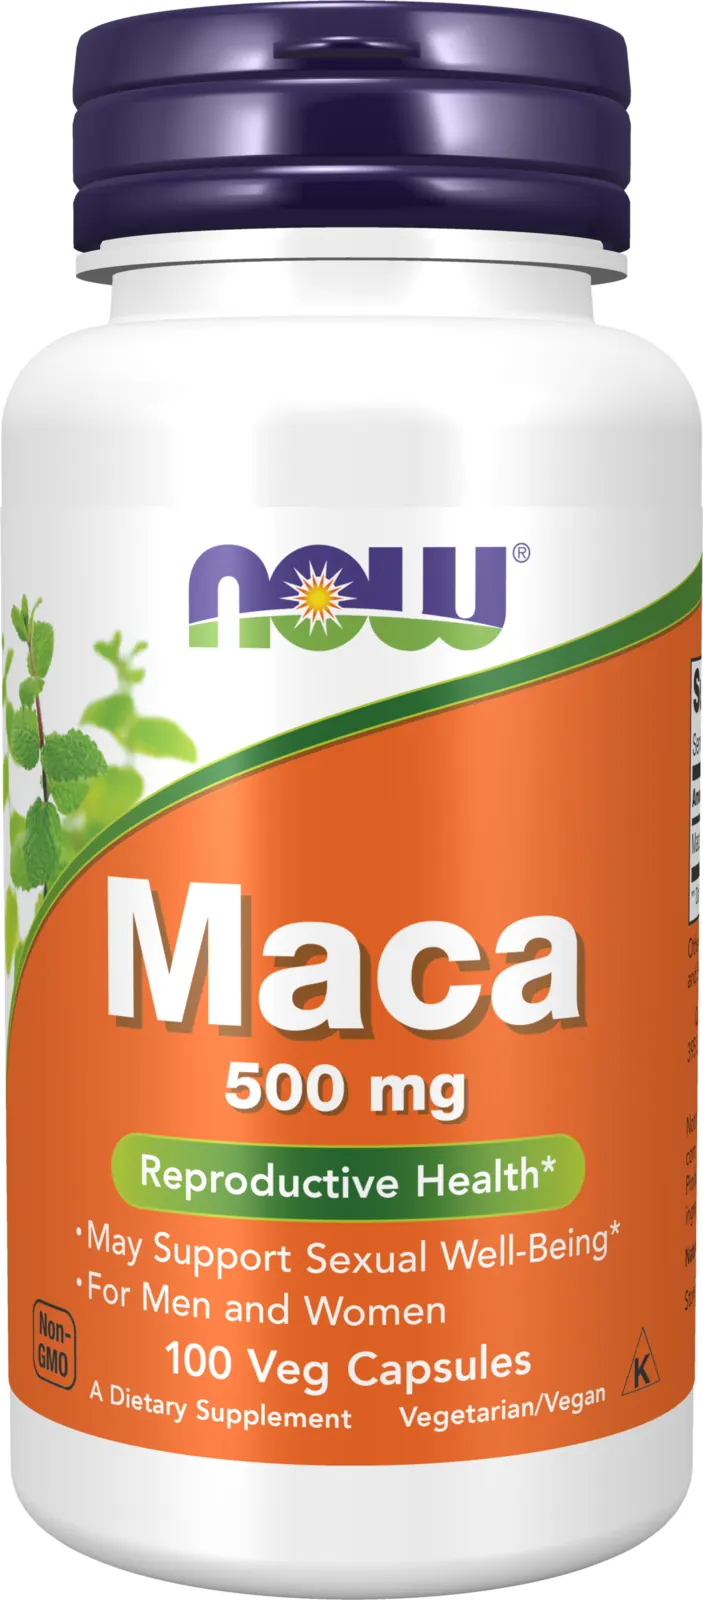 NOW®
Maca
500 mg
Reproductive Health*
•May Support Sexual Well-Being*
•For Men and Women
Non-
GMO
100 Veg Capsules
A Dietary Supplement
Vegetarian/Vegan
K